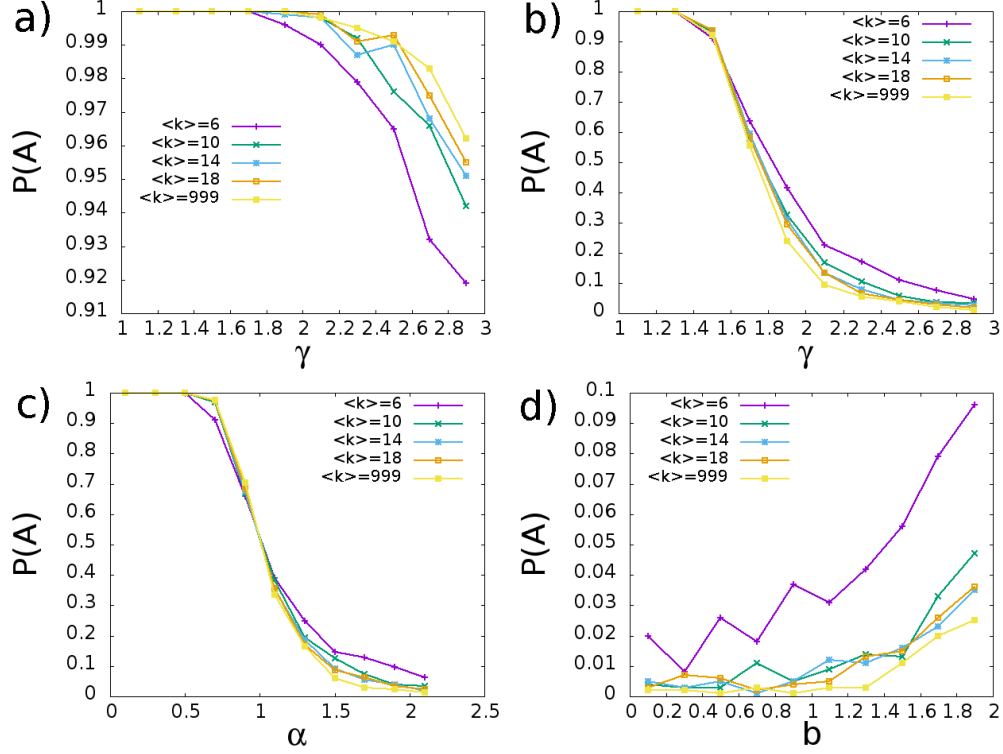 a)
P(A)
1
0.99
0.98
0.97
0.96
0.95
0.94
0.93
0.92
0.91
<k>=6
<k>=10
<k>=14
<k>=18
<k>=999
1 1.2 1.4 1.6 1.8 2 2.2 2.4 2.6 2.8 3
γ
b)
P(A)
1
0.9
0.8
0.7
0.6
0.5
0.4
0.3
0.2
0.1
0
<k>=6
<k>=10
<k>=14
<k>=18
<k>=999
1 1.2 1.4 1.6 1.8 2 2.2 2.4 2.6 2.8 3
γ
c)
P(A)
1
0.9
0.8
0.7
0.6
0.5
0.4
0.3
0.2
0.1
0
<k>=6
<k>=10
<k>=14
<k>=18
<k>=999
0 0.5 1 1.5 2 2.5
α
d)
P(A)
0.1
0.09
0.08
0.07
0.06
0.05
0.04
0.03
0.02
0.01
0
<k>=6
<k>=10
<k>=14
<k>=18
<k>=999
0 0.2 0.4 0.6 0.8 1 1.2 1.4 1.6 1.8 2
b